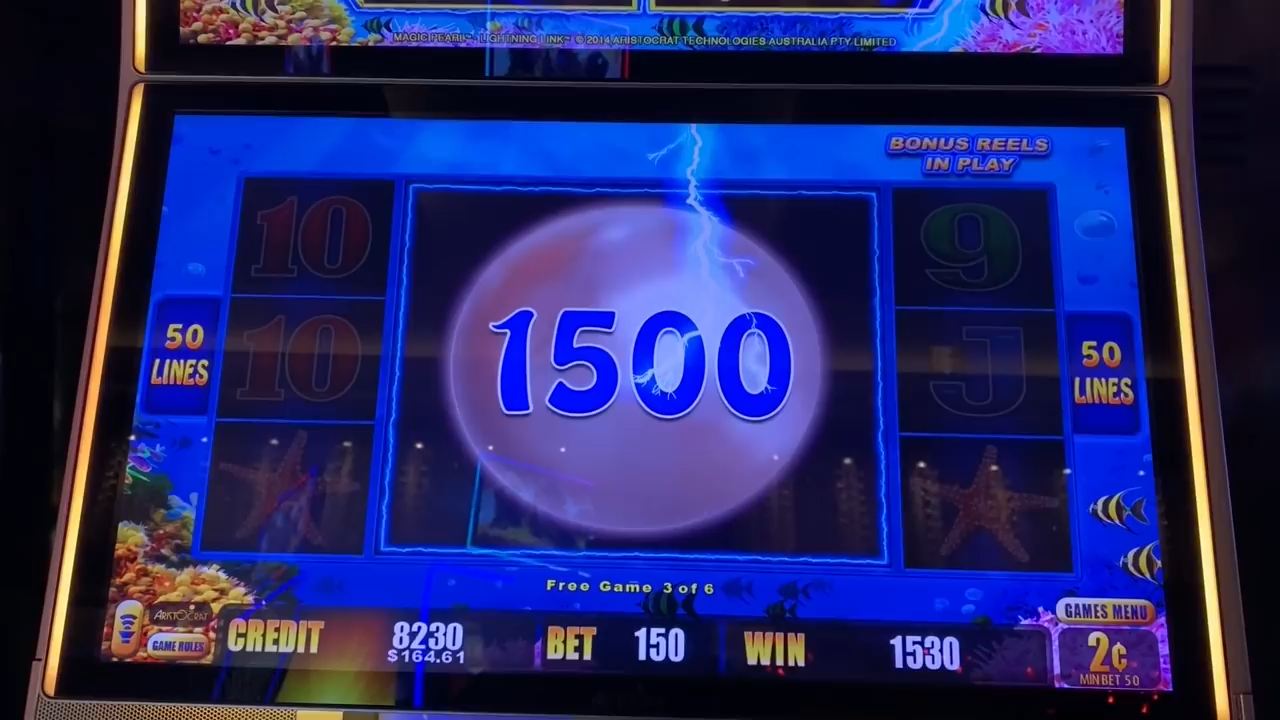 MAGIC PEARL™ LIGHTNING LINK™ © 2014 ARISTOCRAT TECHNOLOGIES AUSTRALIA PTY LIMITED
BONUS REELS
IN PLAY
10
9
1500
50
LINES
10
J
50
LINES
Free Game 3 of 6
ARISTOCRAT
GAME RULES
CREDIT
8230
$164.61
BET
150
WIN
1530
GAMES MENU
2¢
MIN BET 50